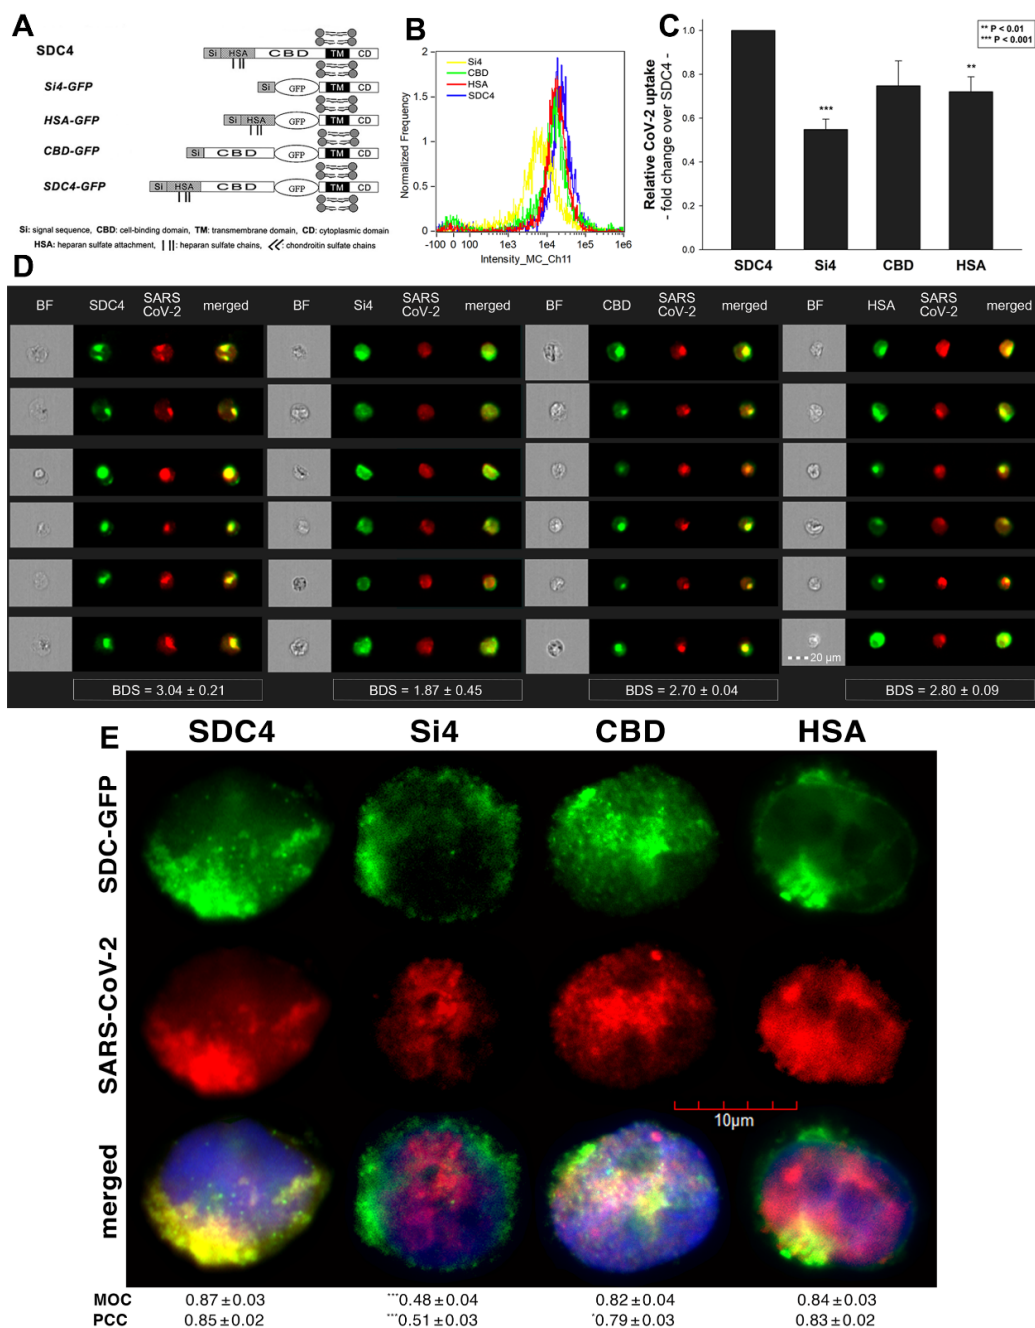 A
SDC4
Si HSA CBD TM CD
Si4-GFP
Si GFP TM CD
HSA-GFP
Si HSA GFP TM CD
CBD-GFP
Si CBD GFP TM CD
SDC4-GFP
Si HSA CBD GFP TM CD
Si: signal sequence, CBD: cell-binding domain, TM: transmembrane domain, CD: cytoplasmic domain
HSA: heparan sulfate attachment, : heparan sulfate chains, : chondroitin sulfate chains
B
Normalized Frequency
2
1.5
1
0.5
0
Si4
CBD
HSA
SDC4
-100 0 100 1e3 1e4 1e5 1e6
Intensity_MC_Ch11
C
Relative CoV-2 uptake
- fold change over SDC4 -
1.0
0.8
0.6
0.4
0.2
0.0
** P < 0.01
*** P < 0.001
***
**
SDC4 Si4 CBD HSA
D
BF SDC4 SARS CoV-2 merged
BF Si4 SARS CoV-2 merged
BF CBD SARS CoV-2 merged
BF HSA SARS CoV-2 merged
20 µm
BDS = 3.04 ± 0.21
BDS = 1.87 ± 0.45
BDS = 2.70 ± 0.04
BDS = 2.80 ± 0.09
E
SDC4 Si4 CBD HSA
SDC-GFP
SARS-CoV-2
10µm
merged
MOC 0.87 ± 0.03 ***0.48 ± 0.04 0.82 ± 0.04 0.84 ± 0.03
PCC 0.85 ± 0.02 ***0.51 ± 0.03 *0.79 ± 0.03 0.83 ± 0.02